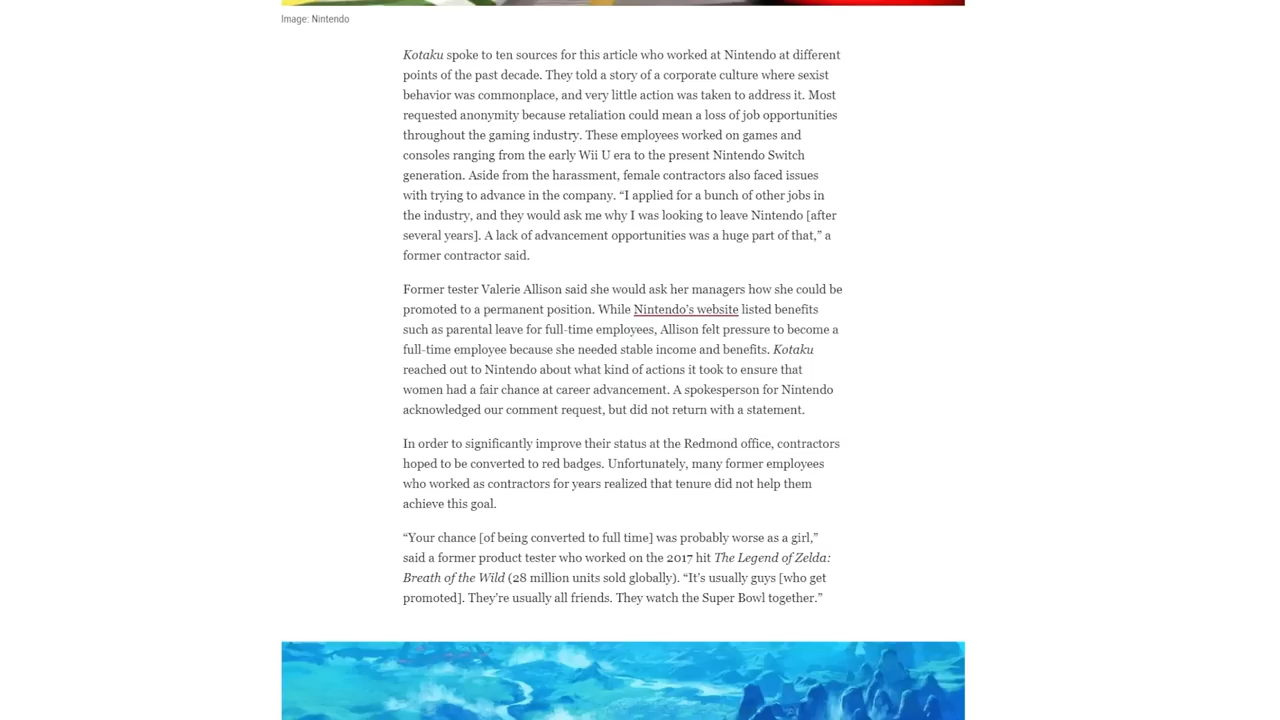 Image: Nintendo
Kotaku spoke to ten sources for this article who worked at Nintendo at different
points of the past decade. They told a story of a corporate culture where sexist
behavior was commonplace, and very little action was taken to address it. Most
requested anonymity because retaliation could mean a loss of job opportunities
throughout the gaming industry. These employees worked on games and
consoles ranging from the early Wii U era to the present Nintendo Switch
generation. Aside from the harassment, female contractors also faced issues
with trying to advance in the company. “I applied for a bunch of other jobs in
the industry, and they would ask me why I was looking to leave Nintendo [after
several years]. A lack of advancement opportunities was a huge part of that,” a
former contractor said.
Former tester Valerie Allison said she would ask her managers how she could be
promoted to a permanent position. While Nintendo’s website listed benefits
such as parental leave for full-time employees, Allison felt pressure to become a
full-time employee because she needed stable income and benefits. Kotaku
reached out to Nintendo about what kind of actions it took to ensure that
women had a fair chance at career advancement. A spokesperson for Nintendo
acknowledged our comment request, but did not return with a statement.
In order to significantly improve their status at the Redmond office, contractors
hoped to be converted to red badges. Unfortunately, many former employees
who worked as contractors for years realized that tenure did not help them
achieve this goal.
“Your chance [of being converted to full time] was probably worse as a girl,”
said a former product tester who worked on the 2017 hit The Legend of Zelda:
Breath of the Wild (28 million units sold globally). “It’s usually guys [who get
promoted]. They’re usually all friends. They watch the Super Bowl together.”